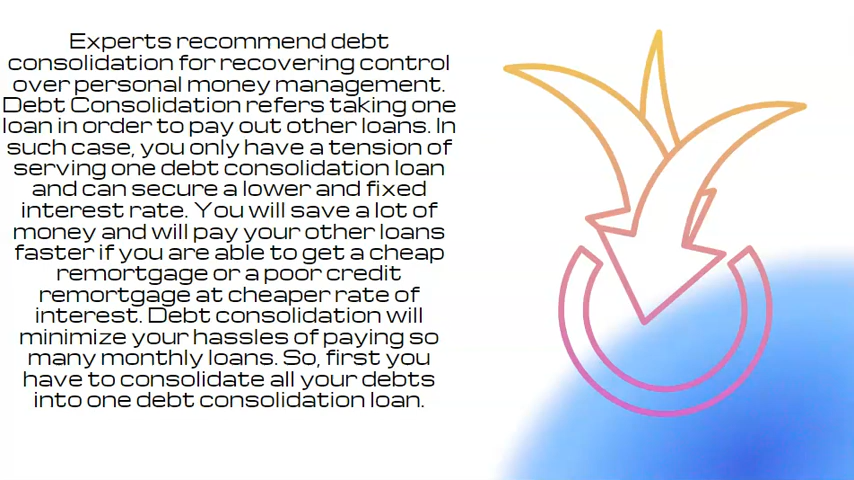 Experts recommend debt
consolidation for recovering control
over personal money management.
Debt Consolidation refers taking one
loan in order to pay out other loans. In
such case, you only have a tension of
serving one debt consolidation loan
and can secure a lower and fixed
interest rate. You will save a lot of
money and will pay your other loans
faster if you are able to get a cheap
remortgage or a poor credit
remortgage at cheaper rate of
interest. Debt consolidation will
minimize your hassles of paying so
many monthly loans. So, first you
have to consolidate all your debts
into one debt consolidation loan.